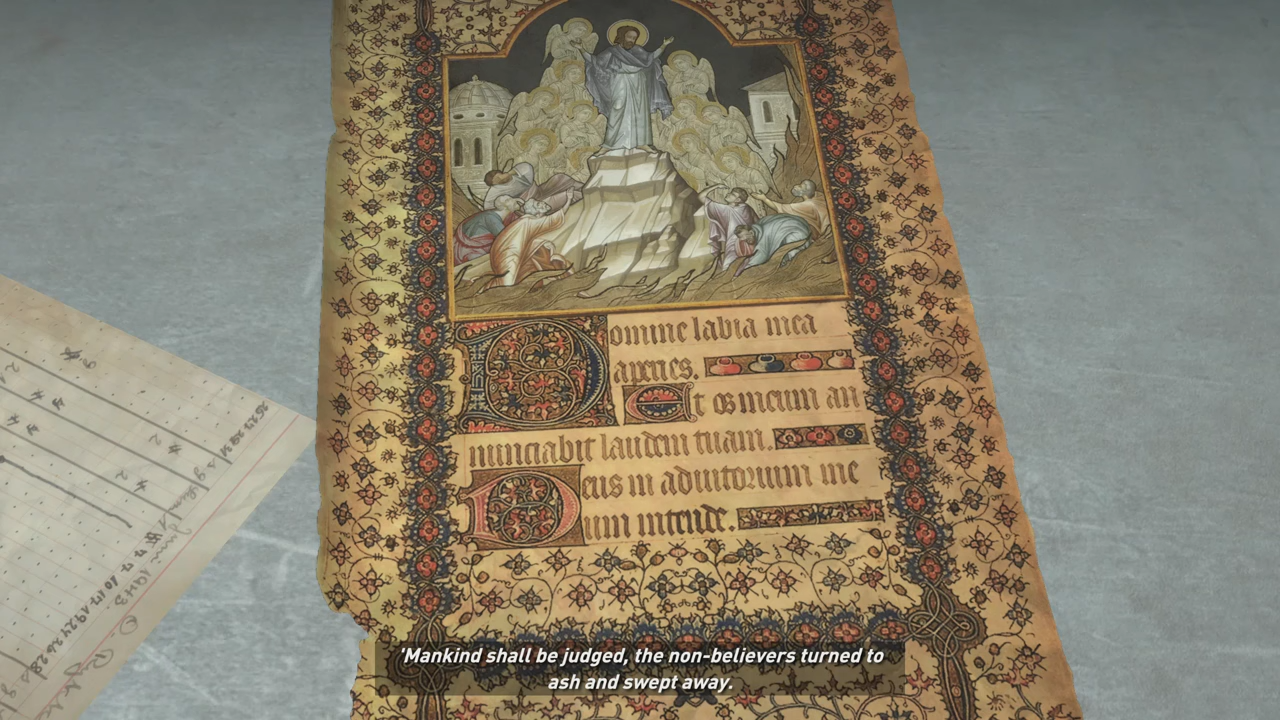 Domine labia mea
aperies.
Et os meum an
nunciabit laudem tuam.
Deus in adiutorium me
um intende.
'Mankind shall be judged, the non-believers turned to
ash and swept away.